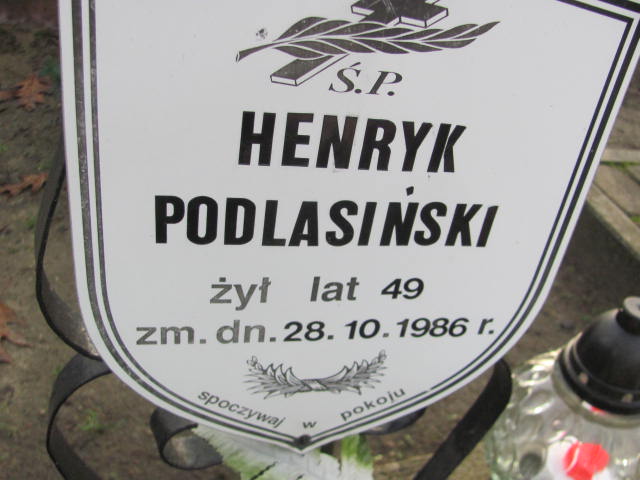 Ś.P.
HENRYK
PODLASIŃSKI
żył lat 49
zm. dn. 28.10.1986 r.
spoczywaj w pokoju